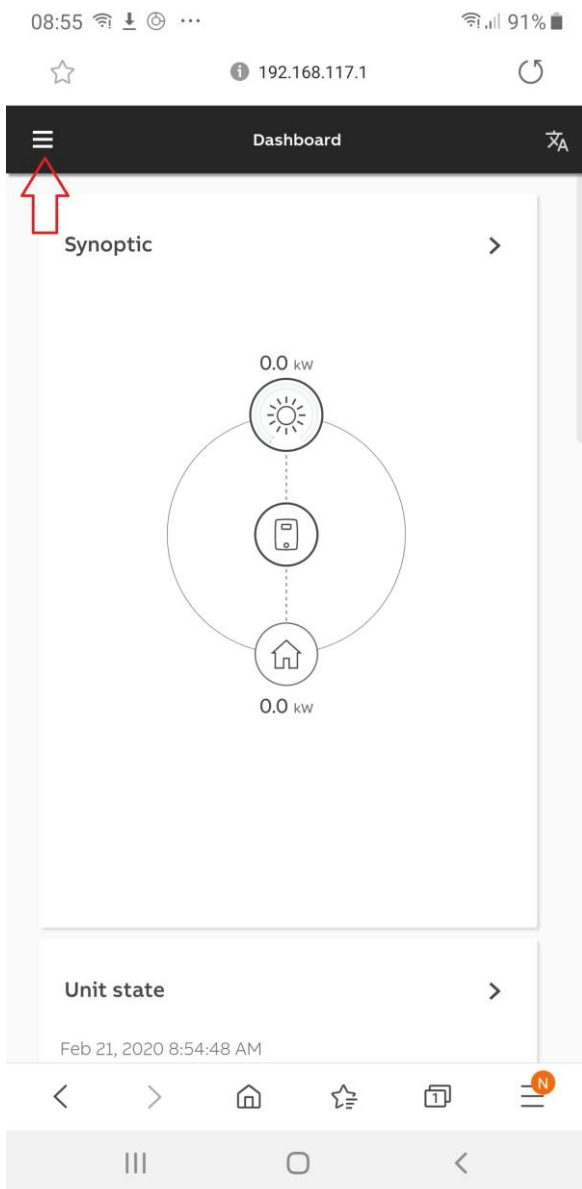 08:55 91%
192.168.117.1
Dashboard
Synoptic
0.0 kW
0.0 kW
Unit state
Feb 21, 2020 8:54:48 AM
1
N